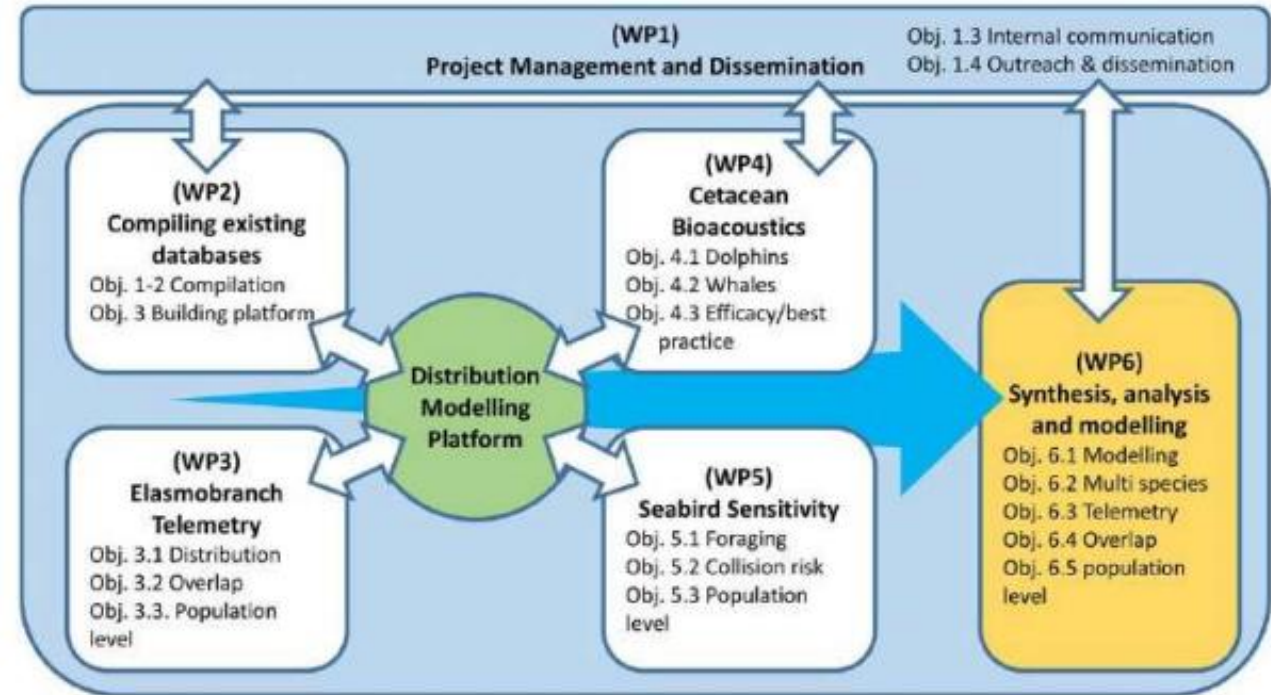 (WP1)
Project Management and Dissemination
Obj. 1.3 Internal communication
Obj. 1.4 Outreach & dissemination
(WP2)
Compiling existing
databases
Obj. 1-2 Compilation
Obj. 3 Building platform
(WP4)
Cetacean
Bioacoustics
Obj. 4.1 Dolphins
Obj. 4.2 Whales
Obj. 4.3 Efficacy/best
practice
Distribution
Modelling
Platform
(WP3)
Elasmobranch
Telemetry
Obj. 3.1 Distribution
Obj. 3.2 Overlap
Obj. 3.3. Population
level
(WP5)
Seabird Sensitivity
Obj. 5.1 Foraging
Obj. 5.2 Collision risk
Obj. 5.3 Population
level
(WP6)
Synthesis, analysis
and modelling
Obj. 6.1 Modelling
Obj. 6.2 Multi species
Obj. 6.3 Telemetry
Obj. 6.4 Overlap
Obj. 6.5 population
level